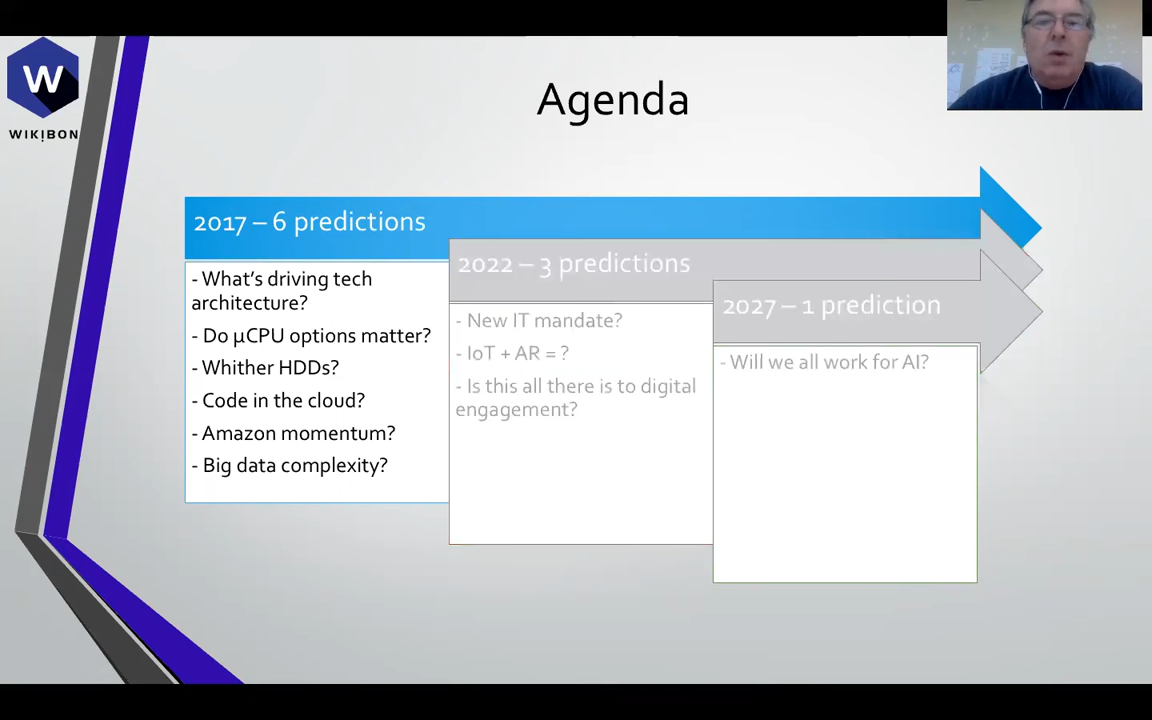 W
WIKIBON
Agenda
2017 – 6 predictions
- What's driving tech
architecture?
- Do µCPU options matter?
- Whither HDDs?
- Code in the cloud?
- Amazon momentum?
- Big data complexity?
2022 – 3 predictions
- New IT mandate?
- IoT + AR = ?
- Is this all there is to digital
engagement?
2027 – 1 prediction
- Will we all work for AI?